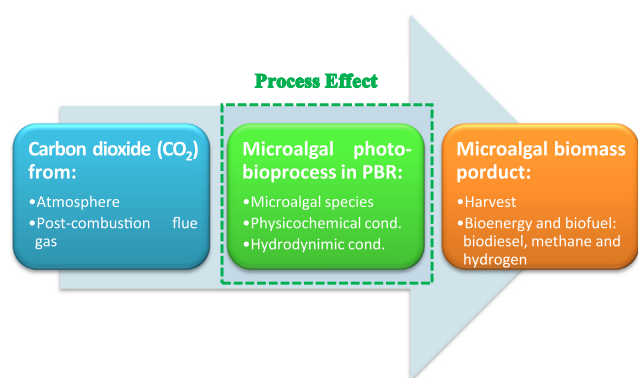 Process Effect
Carbon dioxide (CO₂)
from:
•Atmosphere
•Post-combustion flue
gas
Microalgal photo-
bioprocess in PBR:
•Microalgal species
•Physicochemical cond.
•Hydrodynimic cond.
Microalgal biomass
porduct:
•Harvest
•Bioenergy and biofuel:
biodiesel, methane and
hydrogen